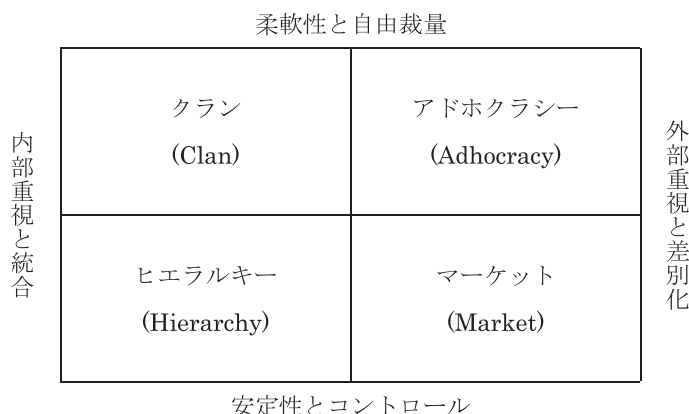 柔軟性と自由裁量
内部重視と統合
クラン
(Clan)
アドホクラシー
(Adhocracy)
外部重視と差別化
ヒエラルキー
(Hierarchy)
マーケット
(Market)
安定性とコントロール